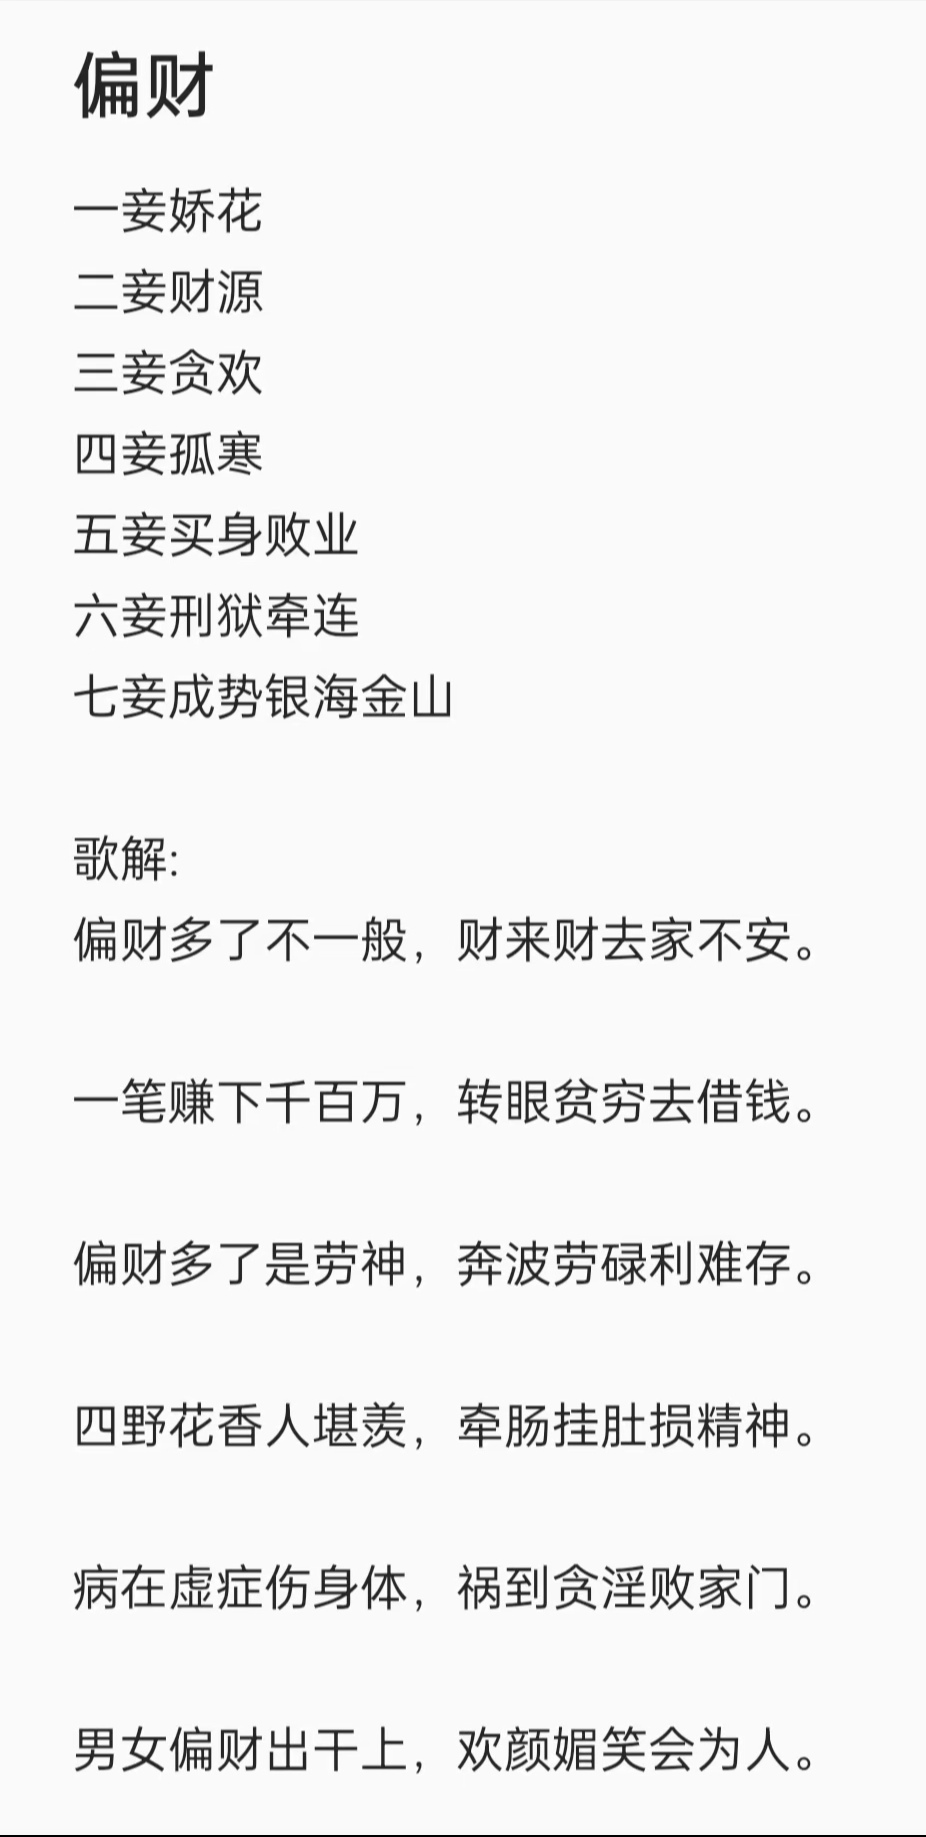 偏财
一妾娇花
二妾财源
三妾贪欢
四妾孤寒
五妾买身败业
六妾刑狱牵连
七妾成势银海金山
歌解:
偏财多了不一般，财来财去家不安。
一笔赚下千百万，转眼贫穷去借钱。
偏财多了是劳神，奔波劳碌利难存。
四野花香人堪羡，牵肠挂肚损精神。
病在虚症伤身体，祸到贪淫败家门。
男女偏财出干上，欢颜媚笑会为人。